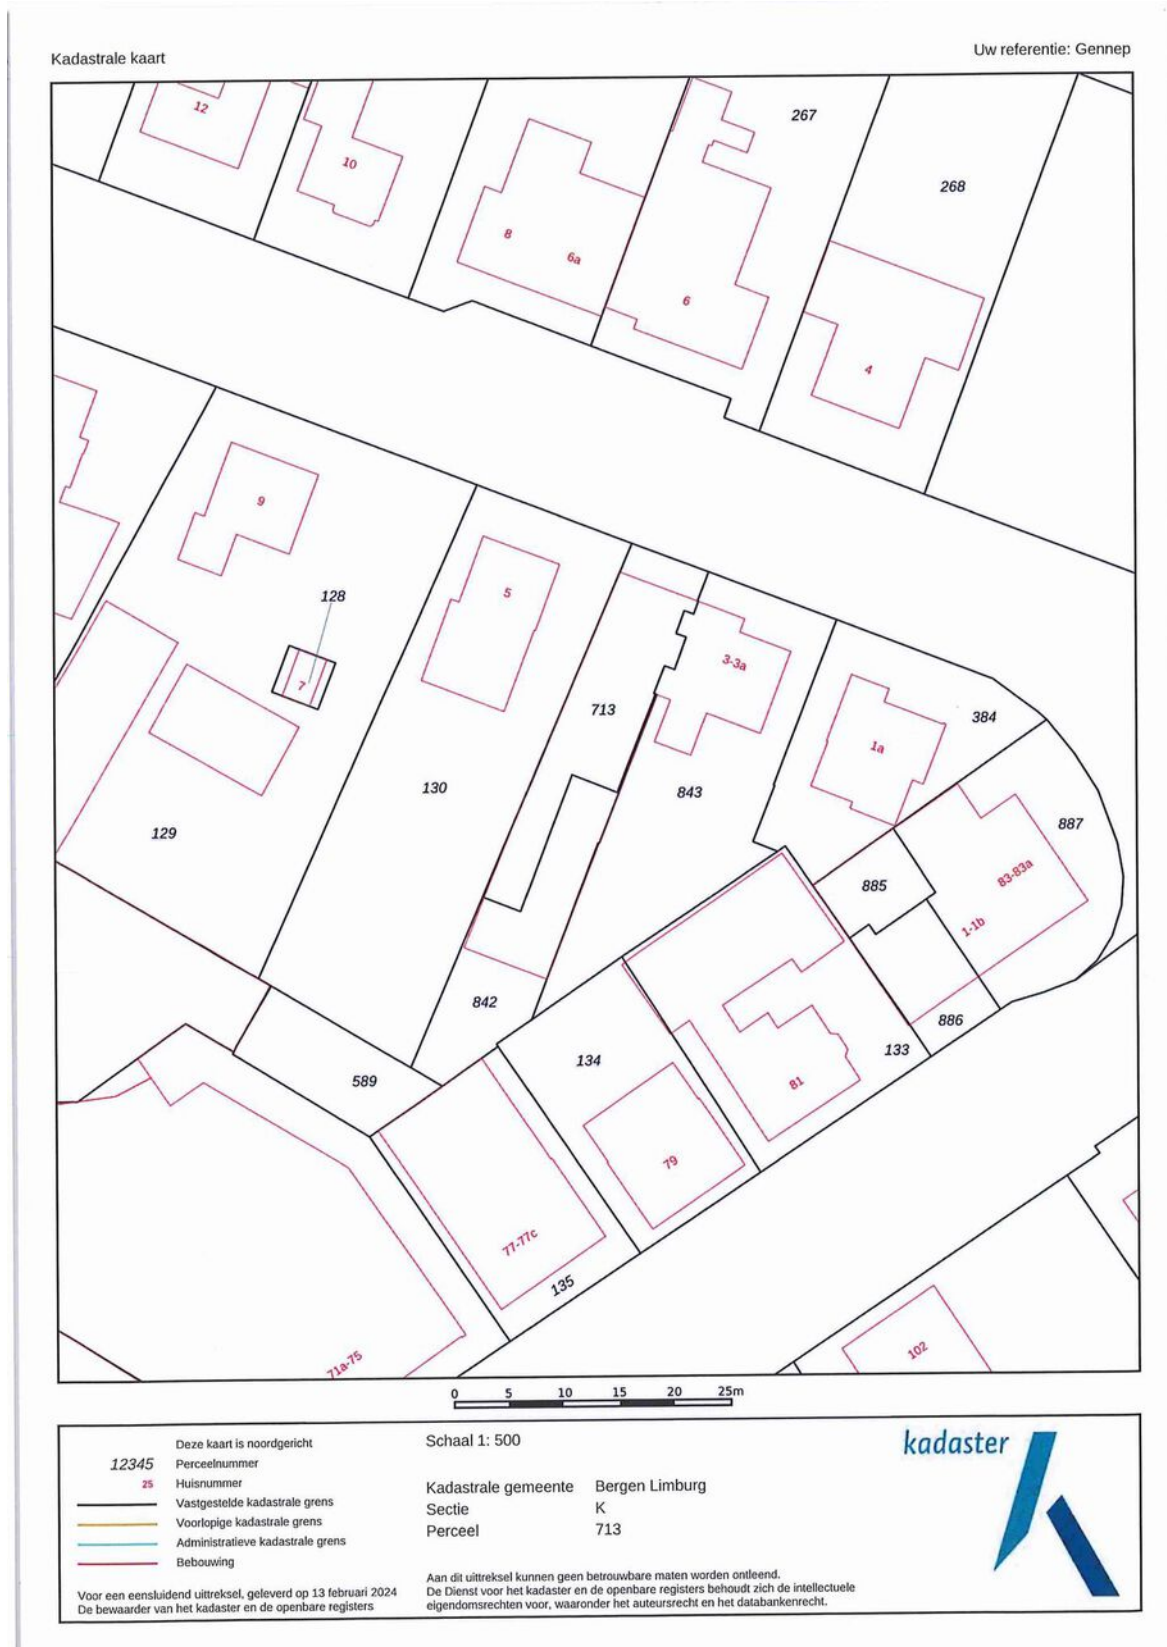 Kadastrale kaart
Uw referentie: Gennep
12
10
267
268
8
6a
6
4
9
128
5
7
3-3a
713
384
1a
130
843
129
887
885
83-83a
1-1b
842
886
134
133
589
81
79
77-77c
135
71a-75
102
0 5 10 15 20 25m
Deze kaart is noordgericht
12345 Perceelnummer
25 Huisnummer
Vastgestelde kadastrale grens
Voorlopige kadastrale grens
Administratieve kadastrale grens
Bebouwing
Voor een eensluidend uittreksel, geleverd op 13 februari 2024
De bewaarder van het kadaster en de openbare registers
Schaal 1: 500
Kadastrale gemeente Bergen Limburg
Sectie K
Perceel 713
Aan dit uittreksel kunnen geen betrouwbare maten worden ontleend.
De Dienst voor het kadaster en de openbare registers behoudt zich de intellectuele
eigendomsrechten voor, waaronder het auteursrecht en het databankenrecht.
kadaster